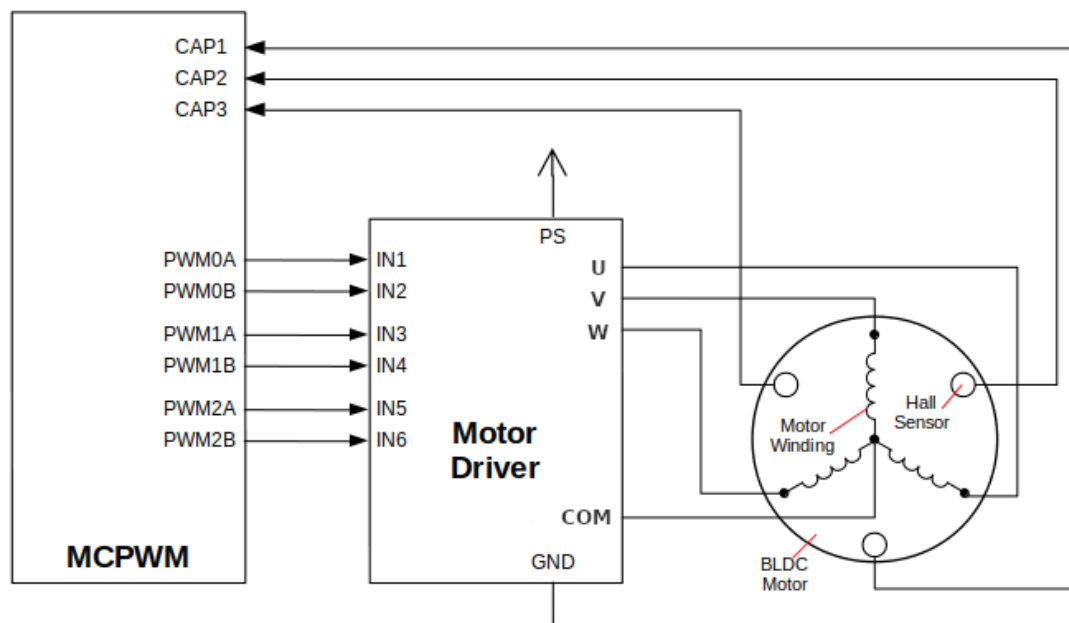 CAP1
CAP2
CAP3
PWM0A
PWM0B
PWM1A
PWM1B
PWM2A
PWM2B
MCPWM
PS
IN1
IN2
IN3
IN4
IN5
IN6
U
V
W
Motor
Driver
COM
GND
Motor
Winding
Hall
Sensor
BLDC
Motor